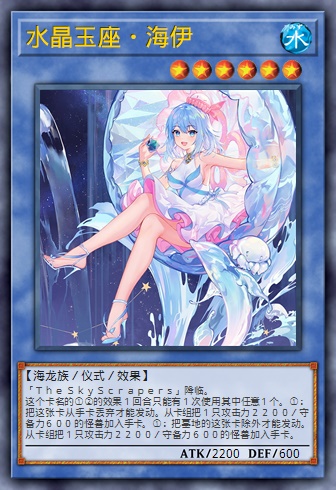 水晶玉座・海伊
水
【海龙族／仪式／效果】
「ＴｈｅＳｋｙＳｃｒａｐｅｒｓ」降临。
这个卡名的①②的效果１回合只能有１次使用其中任意１个。①：
把这张卡从手卡丢弃才能发动。从卡组把１只攻击力２２００／守
备力６００的怪兽加入手卡。②：把墓地的这张卡除外才能发动。
从卡组把１只攻击力２２００／守备力６００的怪兽加入手卡。
ATK/2200 DEF/600